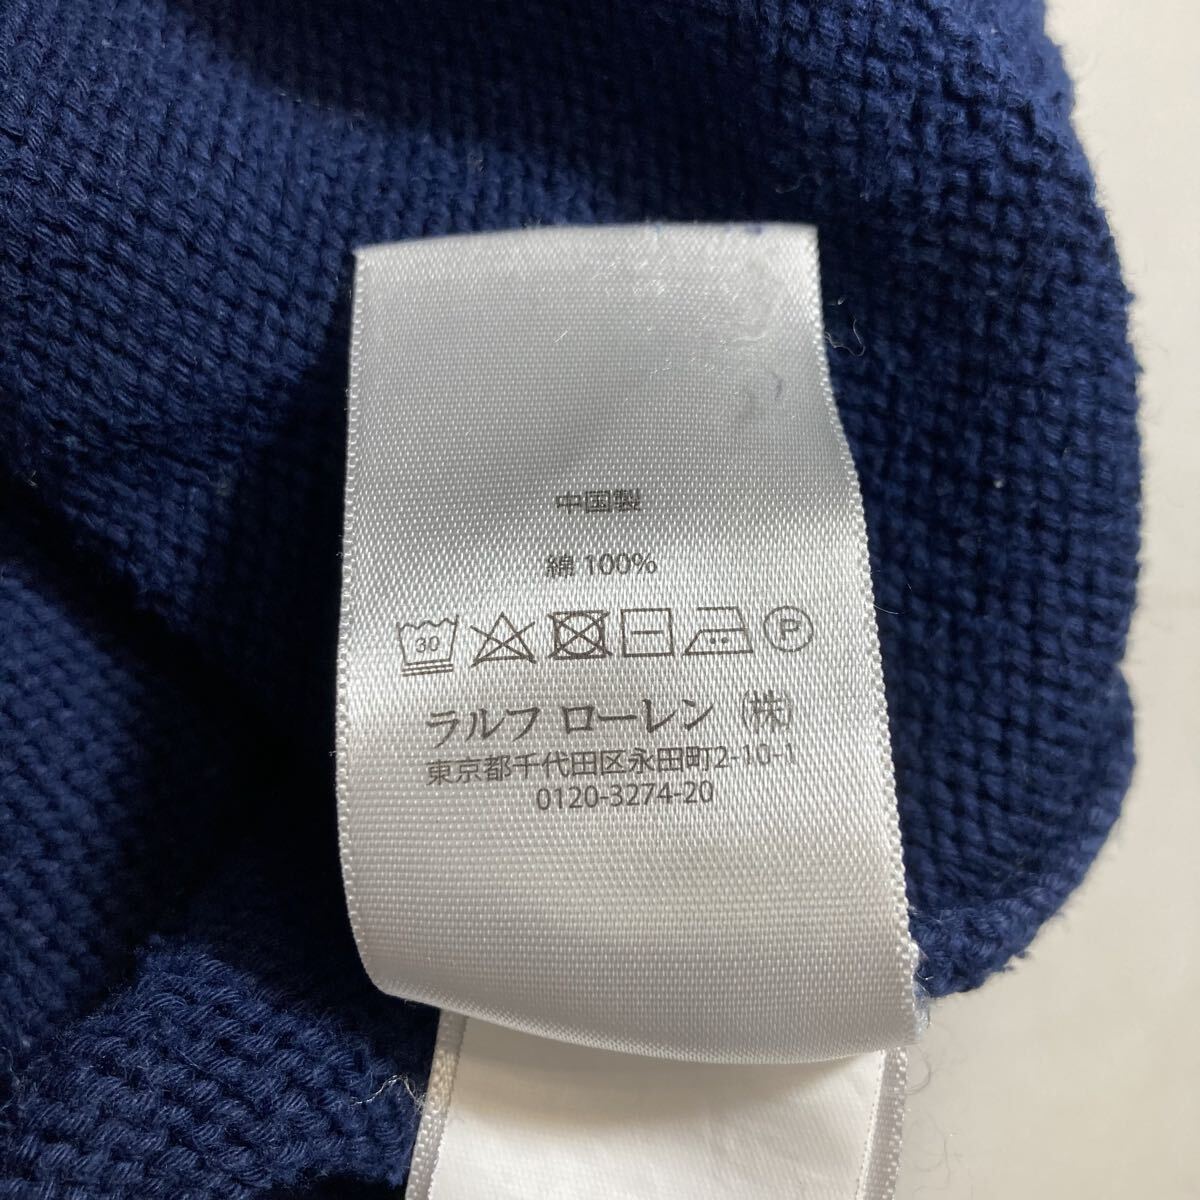 中国製
綿 100%
30 P
ラルフ ローレン (株)
東京都千代田区永田町2-10-1
0120-3274-20